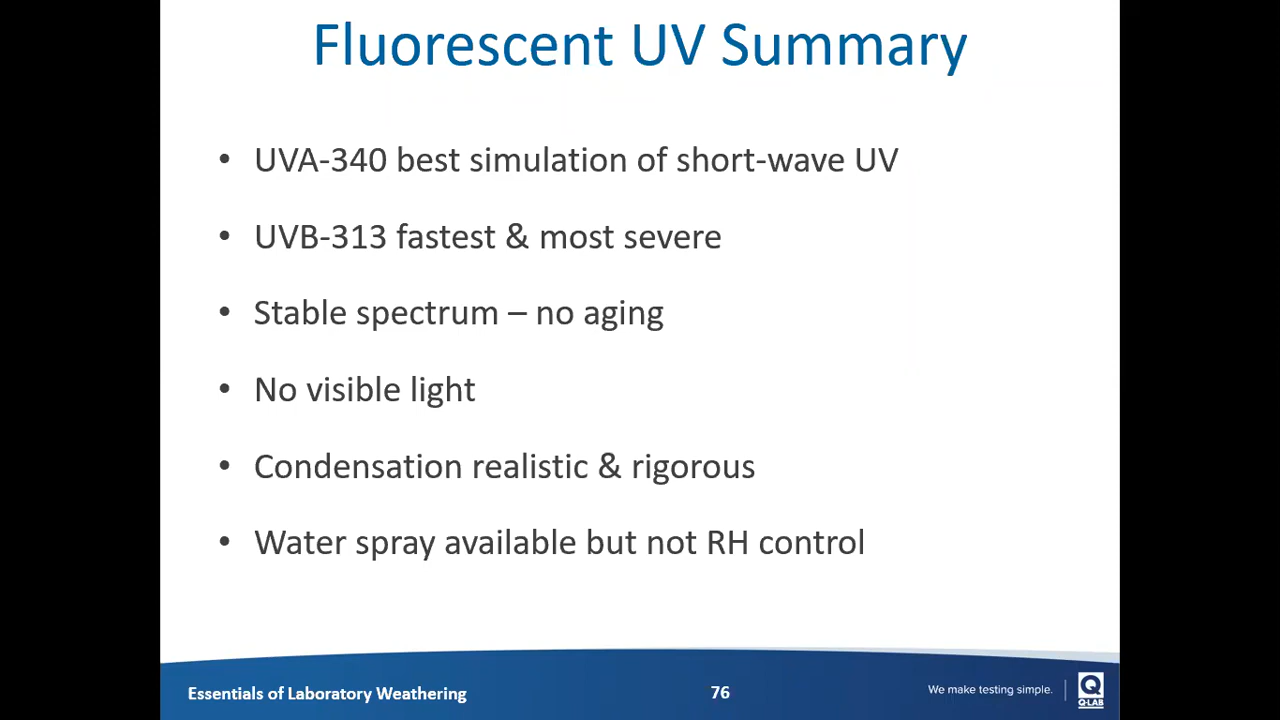 Fluorescent UV Summary
• UVA-340 best simulation of short-wave UV
• UVB-313 fastest & most severe
• Stable spectrum – no aging
• No visible light
• Condensation realistic & rigorous
• Water spray available but not RH control
Essentials of Laboratory Weathering
76
We make testing simple.
Q
Q-LAB